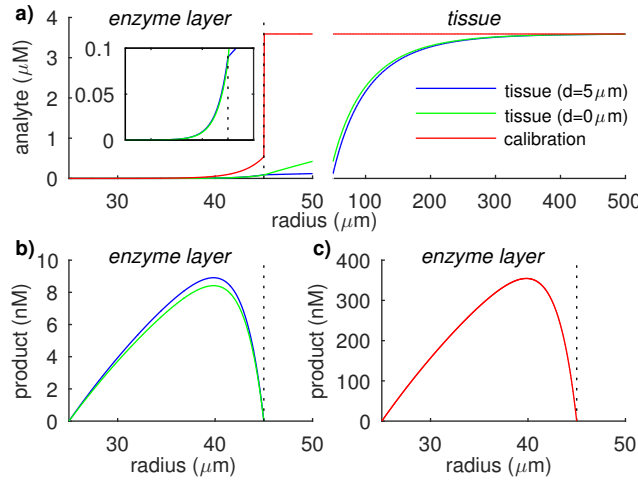 a)
enzyme layer
tissue
analyte (μM)
4
3
2
1
0
0.1
0.05
0
tissue (d=5μm)
tissue (d=0μm)
calibration
30
40
50
100
200
300
400
500
radius (μm)
b)
enzyme layer
product (nM)
10
8
6
4
2
0
30
40
50
radius (μm)
c)
enzyme layer
product (nM)
400
300
200
100
0
30
40
50
radius (μm)